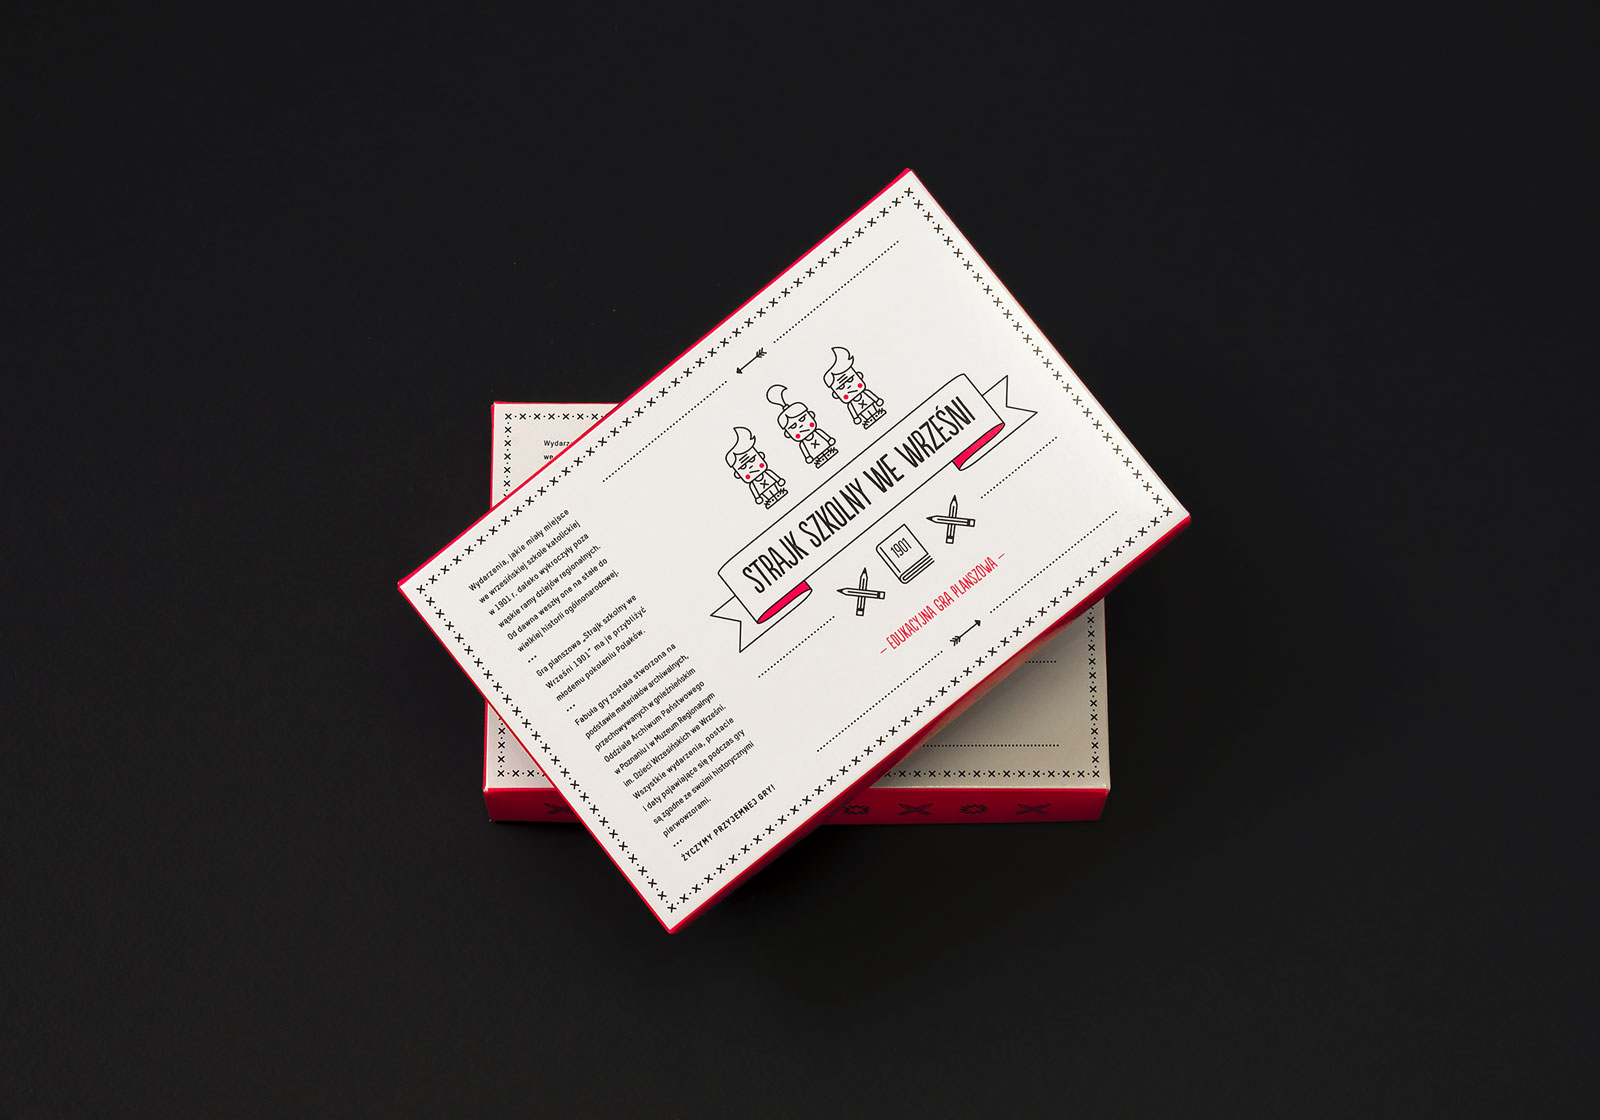 Wydarzenia, jakie miały miejsce
we wrzesińskiej szkole katolickiej
w 1901 r. daleko wykroczyły poza
wąskie ramy dziejów regionalnych.
Od dawna weszły one na stałe do
wielkiej historii ogólnonarodowej.
•••
Gra planszowa „Strajk szkolny we
Wrześni 1901” ma je przybliżyć
młodemu pokoleniu Polaków.
•••
Fabuła gry została stworzona na
podstawie materiałów archiwalnych,
przechowywanych w gnieźnieńskim
Oddziale Archiwum Państwowego
w Poznaniu i w Muzeum Regionalnym
im. Dzieci Wrzesińskich we Wrześni.
Wszystkie wydarzenia, postacie
i daty pojawiające się podczas gry
są zgodne ze swoimi historycznymi
pierwowzorami.
•••
ŻYCZYMY PRZYJEMNEJ GRY!
STRAJK SZKOLNY WE WRZEŚNI
1901
– EDUKACYJNA GRA PLANSZOWA –
we